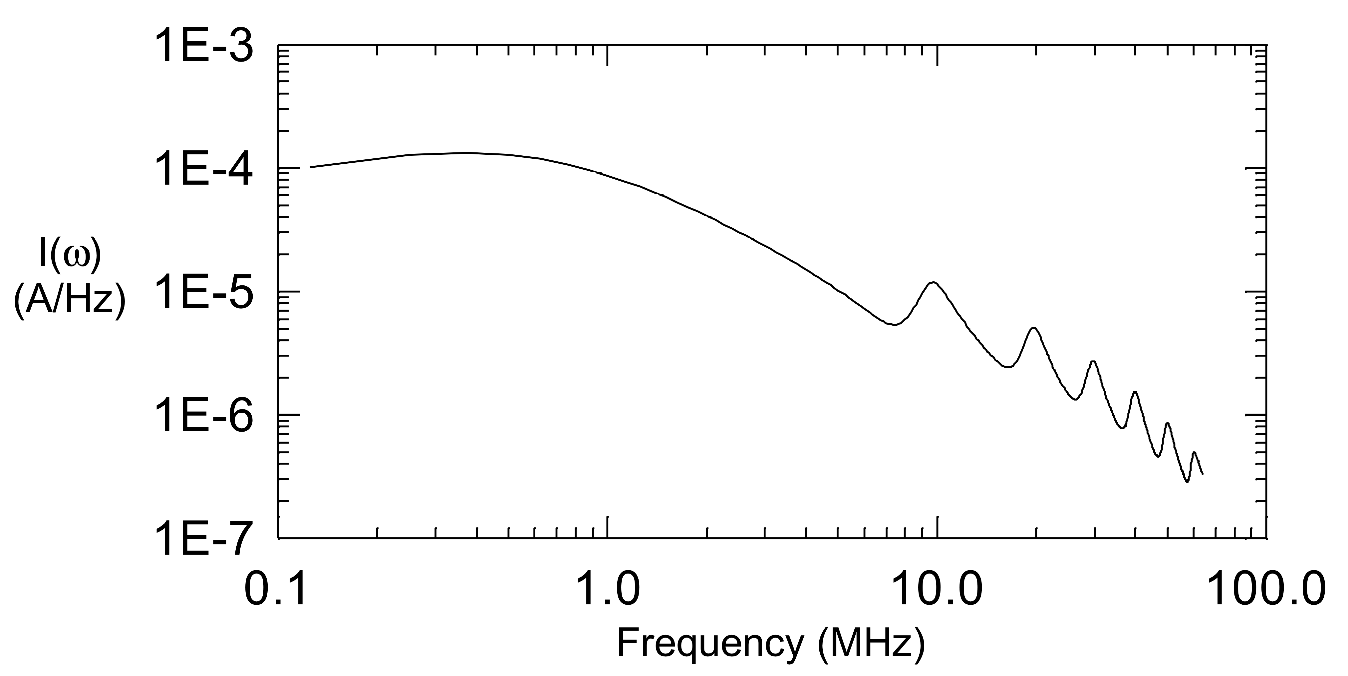 1E-3
1E-4
I(ω)
(A/Hz)
1E-5
1E-6
1E-7
0.1 1.0 10.0 100.0
Frequency (MHz)